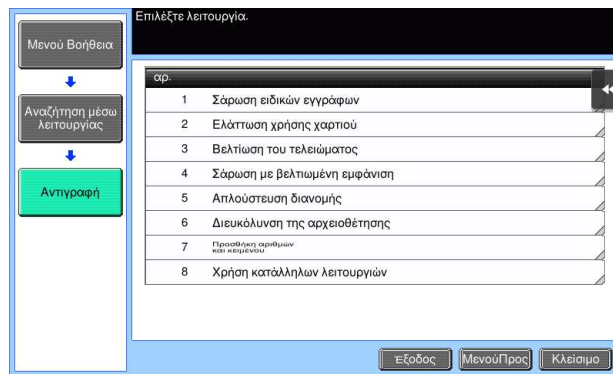 Επιλέξτε λειτουργία.
Μενού Βοήθεια
Αναζήτηση μέσω
λειτουργίας
Αντιγραφή
αρ.
1 Σάρωση ειδικών εγγράφων
2 Ελάττωση χρήσης χαρτιού
3 Βελτίωση του τελειώματος
4 Σάρωση με βελτιωμένη εμφάνιση
5 Απλούστευση διανομής
6 Διευκόλυνση της αρχειοθέτησης
7 Προσθήκη αριθμών
και κειμένου
8 Χρήση κατάλληλων λειτουργιών
Έξοδος ΜενούΠρος Κλείσιμο